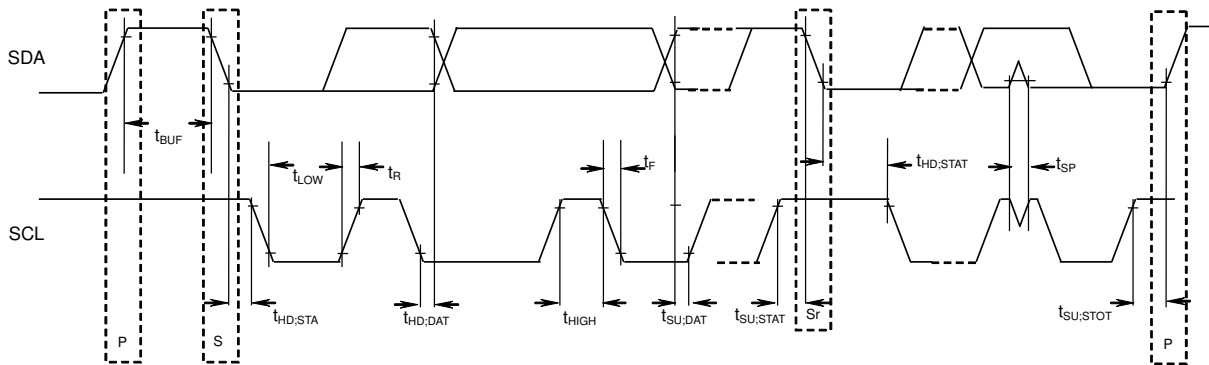 SDA
tBUF
tLOW
tR
tF
tHD;STAT
tSP
SCL
tHD;STA
tHD;DAT
tHIGH
tSU;DAT
tSU;STAT
Sr
tSU;STOT
P
S
P